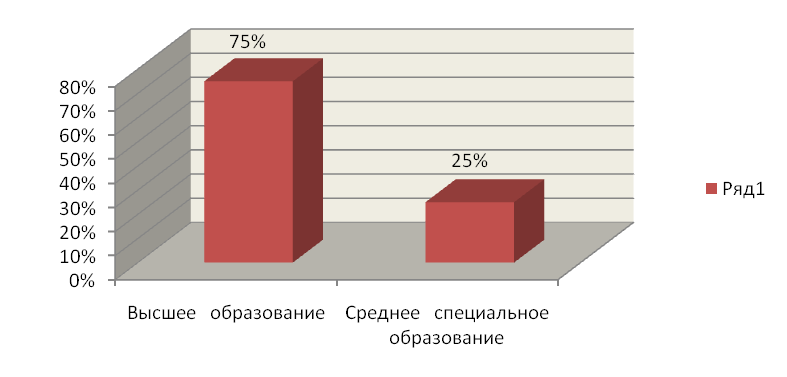 75%
80%
70%
60%
50%
40%
30%
20%
10%
0%
25%
Ряд1
Высшее образование
Среднее специальное
образование